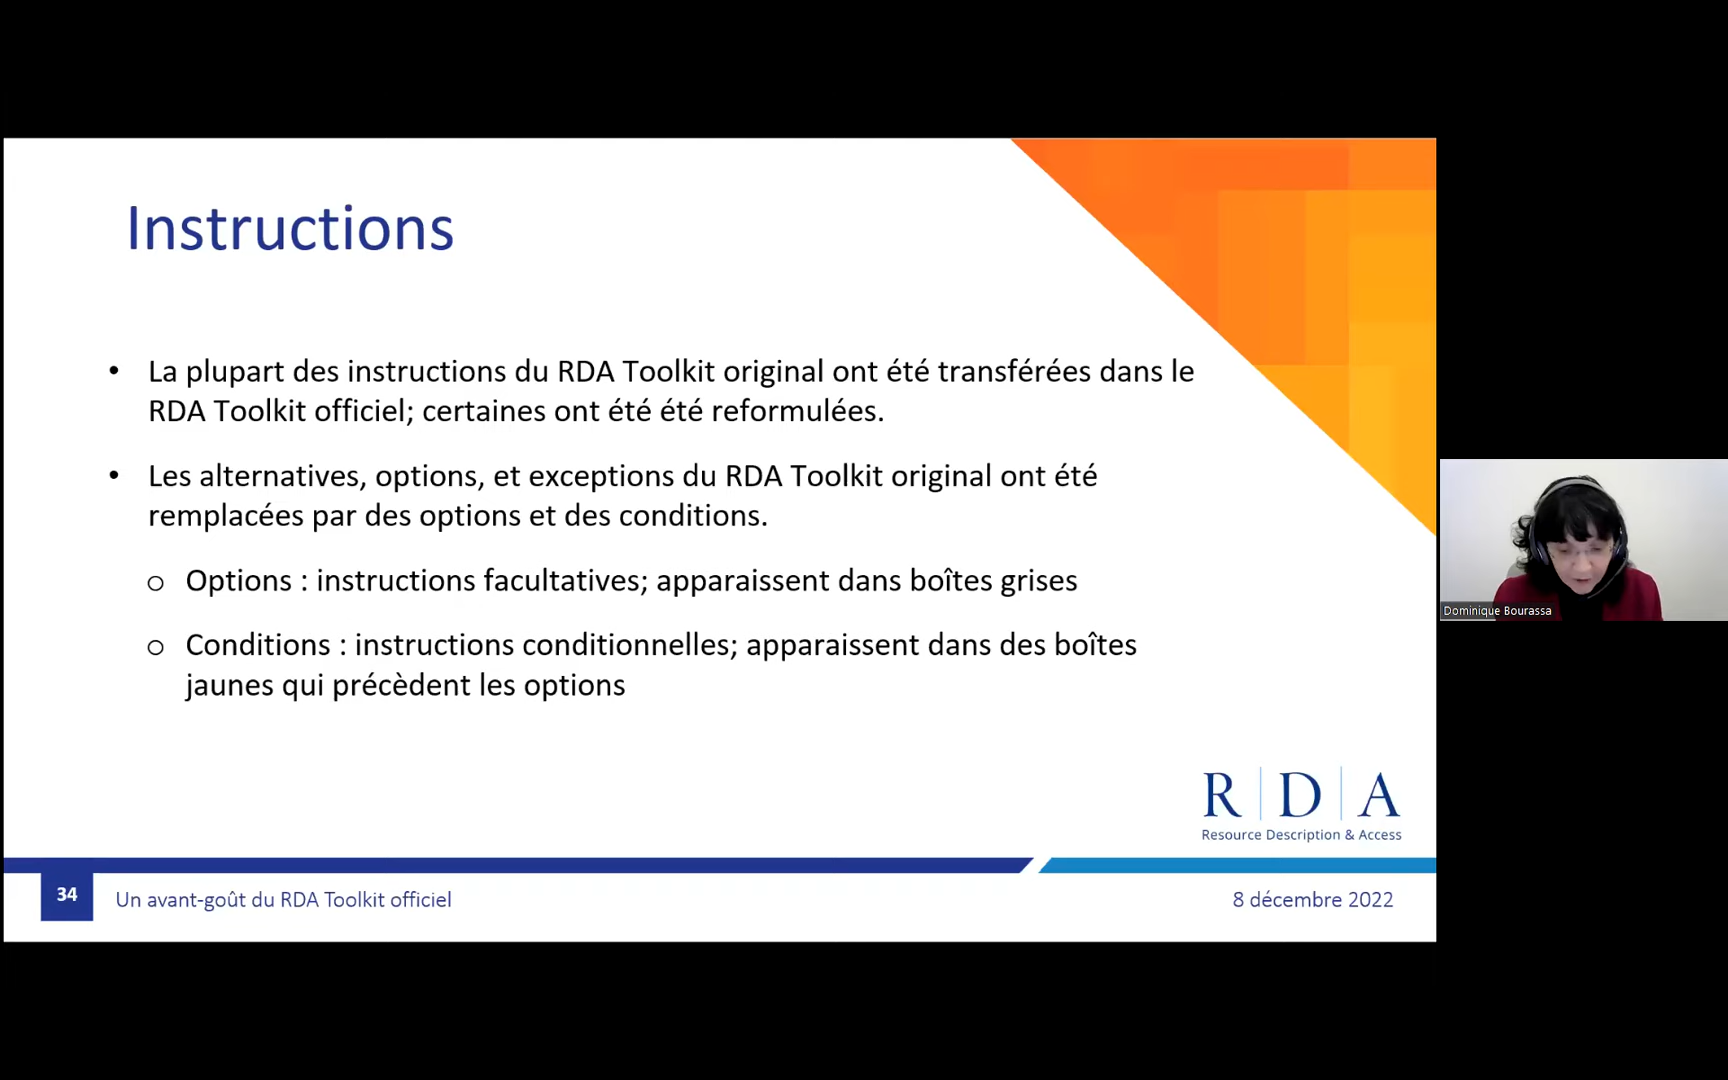 Instructions
• La plupart des instructions du RDA Toolkit original ont été transférées dans le
RDA Toolkit officiel; certaines ont été été reformulées.
• Les alternatives, options, et exceptions du RDA Toolkit original ont été
remplacées par des options et des conditions.
o Options : instructions facultatives; apparaissent dans boîtes grises
o Conditions : instructions conditionnelles; apparaissent dans des boîtes
jaunes qui précèdent les options
R | D | A
Resource Description & Access
34
Un avant-goût du RDA Toolkit officiel
8 décembre 2022
Dominique Bourassa